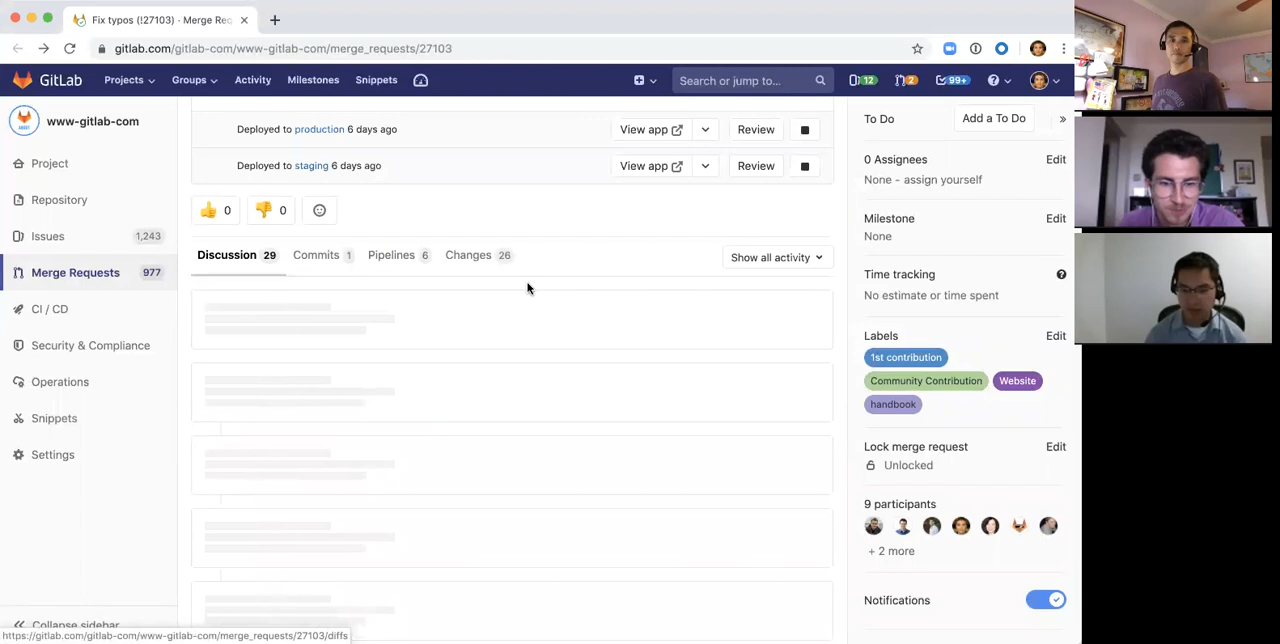 Fix typos (!27103) · Merge Req
gitlab.com/gitlab-com/www-gitlab-com/merge_requests/27103
GitLab Projects Groups Activity Milestones Snippets Search or jump to... 12 2 99+
www-gitlab-com
Project
Repository
Issues 1,243
Merge Requests 977
CI / CD
Security & Compliance
Operations
Snippets
Settings
Collapse sidebar
Deployed to production 6 days ago View app Review
Deployed to staging 6 days ago View app Review
👍 0 👎 0
Discussion 29 Commits 1 Pipelines 6 Changes 26 Show all activity
To Do Add a To Do »
0 Assignees Edit
None - assign yourself
Milestone Edit
None
Time tracking
No estimate or time spent
Labels Edit
1st contribution
Community Contribution Website
handbook
Lock merge request Edit
Unlocked
9 participants
+ 2 more
Notifications
https://gitlab.com/gitlab-com/www-gitlab-com/merge_requests/27103/diffs